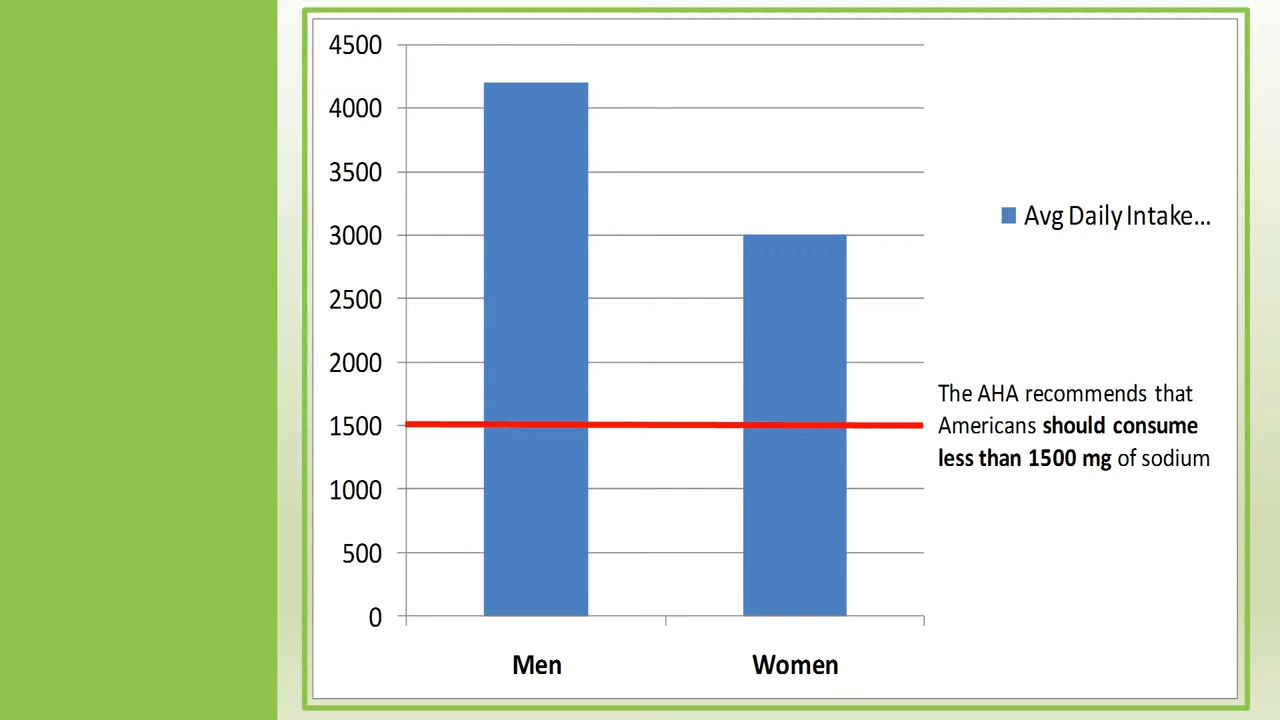 4500
4000
3500
3000
2500
2000
1500
1000
500
0
Men
Women
Avg Daily Intake...
The AHA recommends that
Americans should consume
less than 1500 mg of sodium